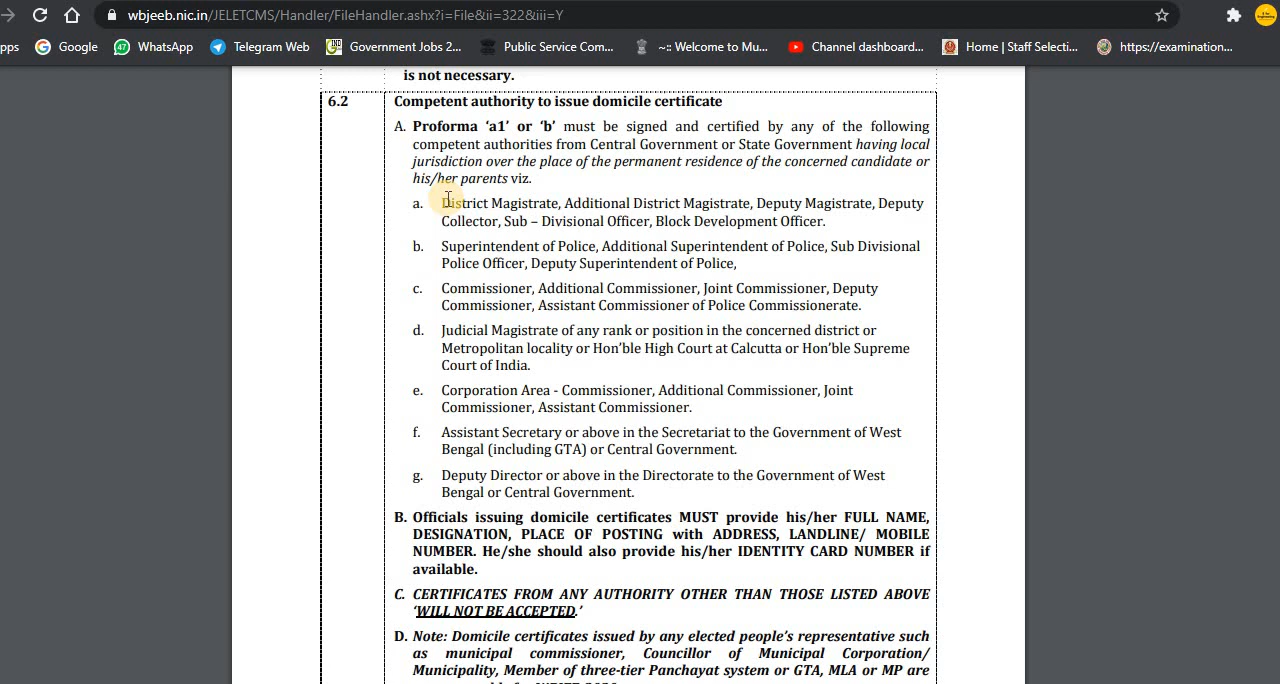 wbjeeb.nic.in/JELETCMS/Handler/FileHandler.ashx?i=File&ii=322&iii=Y
pps Google WhatsApp Telegram Web Government Jobs 2... Public Service Com... ~:: Welcome to Mu... Channel dashboard... Home | Staff Selecti... https://examination...
is not necessary.
6.2 Competent authority to issue domicile certificate
A. Proforma ‘a1’ or ‘b’ must be signed and certified by any of the following
competent authorities from Central Government or State Government having local
jurisdiction over the place of the permanent residence of the concerned candidate or
his/her parents viz.
a. District Magistrate, Additional District Magistrate, Deputy Magistrate, Deputy
Collector, Sub – Divisional Officer, Block Development Officer.
b. Superintendent of Police, Additional Superintendent of Police, Sub Divisional
Police Officer, Deputy Superintendent of Police,
c. Commissioner, Additional Commissioner, Joint Commissioner, Deputy
Commissioner, Assistant Commissioner of Police Commissionerate.
d. Judicial Magistrate of any rank or position in the concerned district or
Metropolitan locality or Hon’ble High Court at Calcutta or Hon’ble Supreme
Court of India.
e. Corporation Area - Commissioner, Additional Commissioner, Joint
Commissioner, Assistant Commissioner.
f. Assistant Secretary or above in the Secretariat to the Government of West
Bengal (including GTA) or Central Government.
g. Deputy Director or above in the Directorate to the Government of West
Bengal or Central Government.
B. Officials issuing domicile certificates MUST provide his/her FULL NAME,
DESIGNATION, PLACE OF POSTING with ADDRESS, LANDLINE/ MOBILE
NUMBER. He/she should also provide his/her IDENTITY CARD NUMBER if
available.
C. CERTIFICATES FROM ANY AUTHORITY OTHER THAN THOSE LISTED ABOVE
‘WILL NOT BE ACCEPTED.’
D. Note: Domicile certificates issued by any elected people’s representative such
as municipal commissioner, Councillor of Municipal Corporation/
Municipality, Member of three-tier Panchayat system or GTA, MLA or MP are